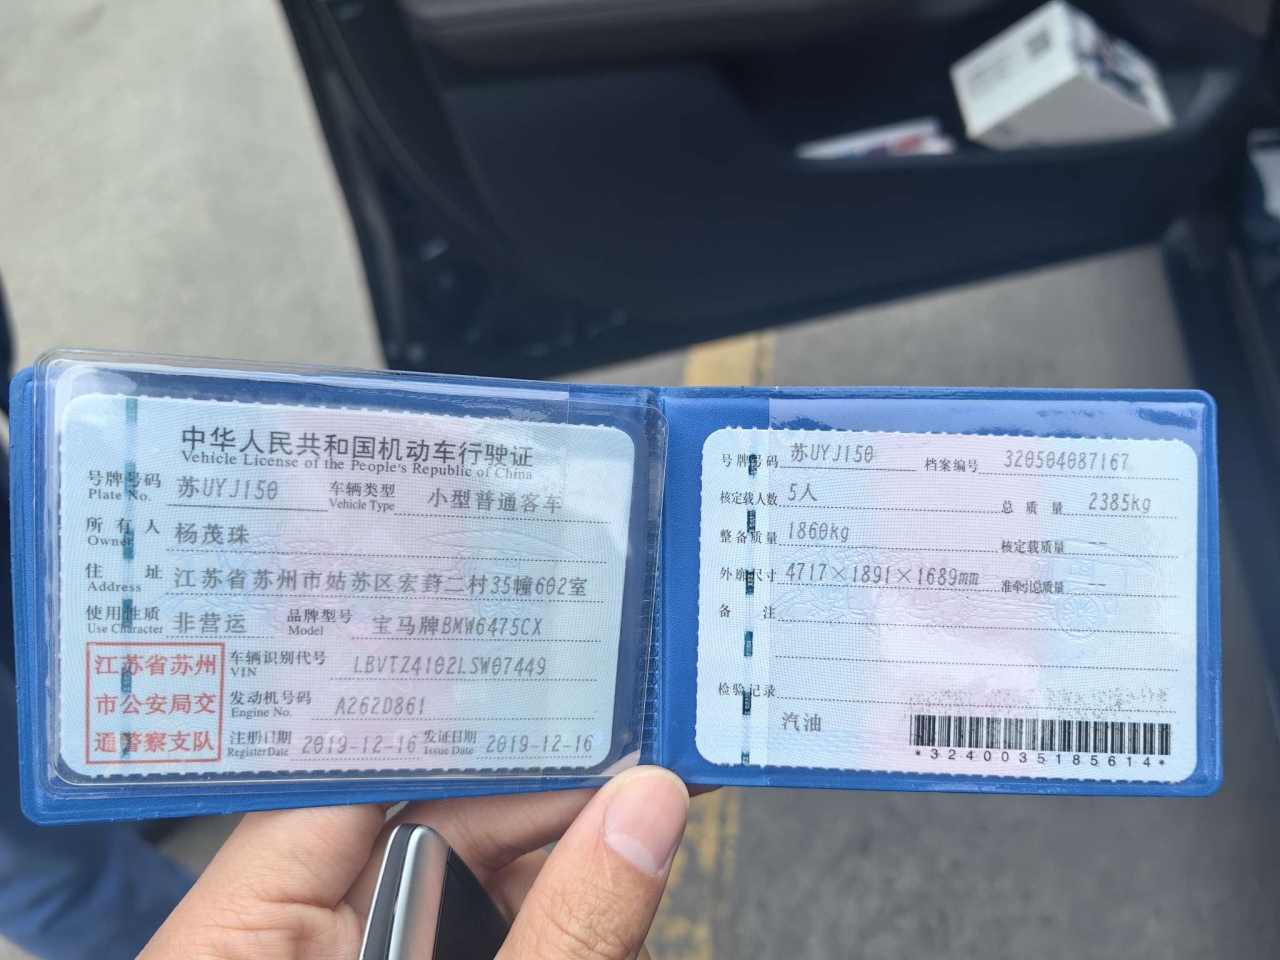 中华人民共和国机动车行驶证
Vehicle License of the People's Republic of China
号牌号码 苏UYJ150 车辆类型 小型普通客车
Plate No. Vehicle Type
所有人 杨茂珠
Owner
住址 江苏省苏州市姑苏区宏葑二村35幢602室
Address
使用性质 非营运 品牌型号 宝马牌BMW6475CX
Use Character Model
江苏省苏州
市公安局交
通警察支队
车辆识别代号 LBVTZ4102LSW07449
VIN
发动机号码 A262D861
Engine No.
注册日期 2019-12-16 发证日期 2019-12-16
Register Date Issue Date
号牌号码 苏UYJ150 档案编号 320504087167
核定载人数 5人 总质量 2385kg
整备质量 1860kg 核定载质量 --
外廓尺寸 4717×1891×1689mm 准牵引总质量 --
备注
检验记录
汽油
*3240035185614*